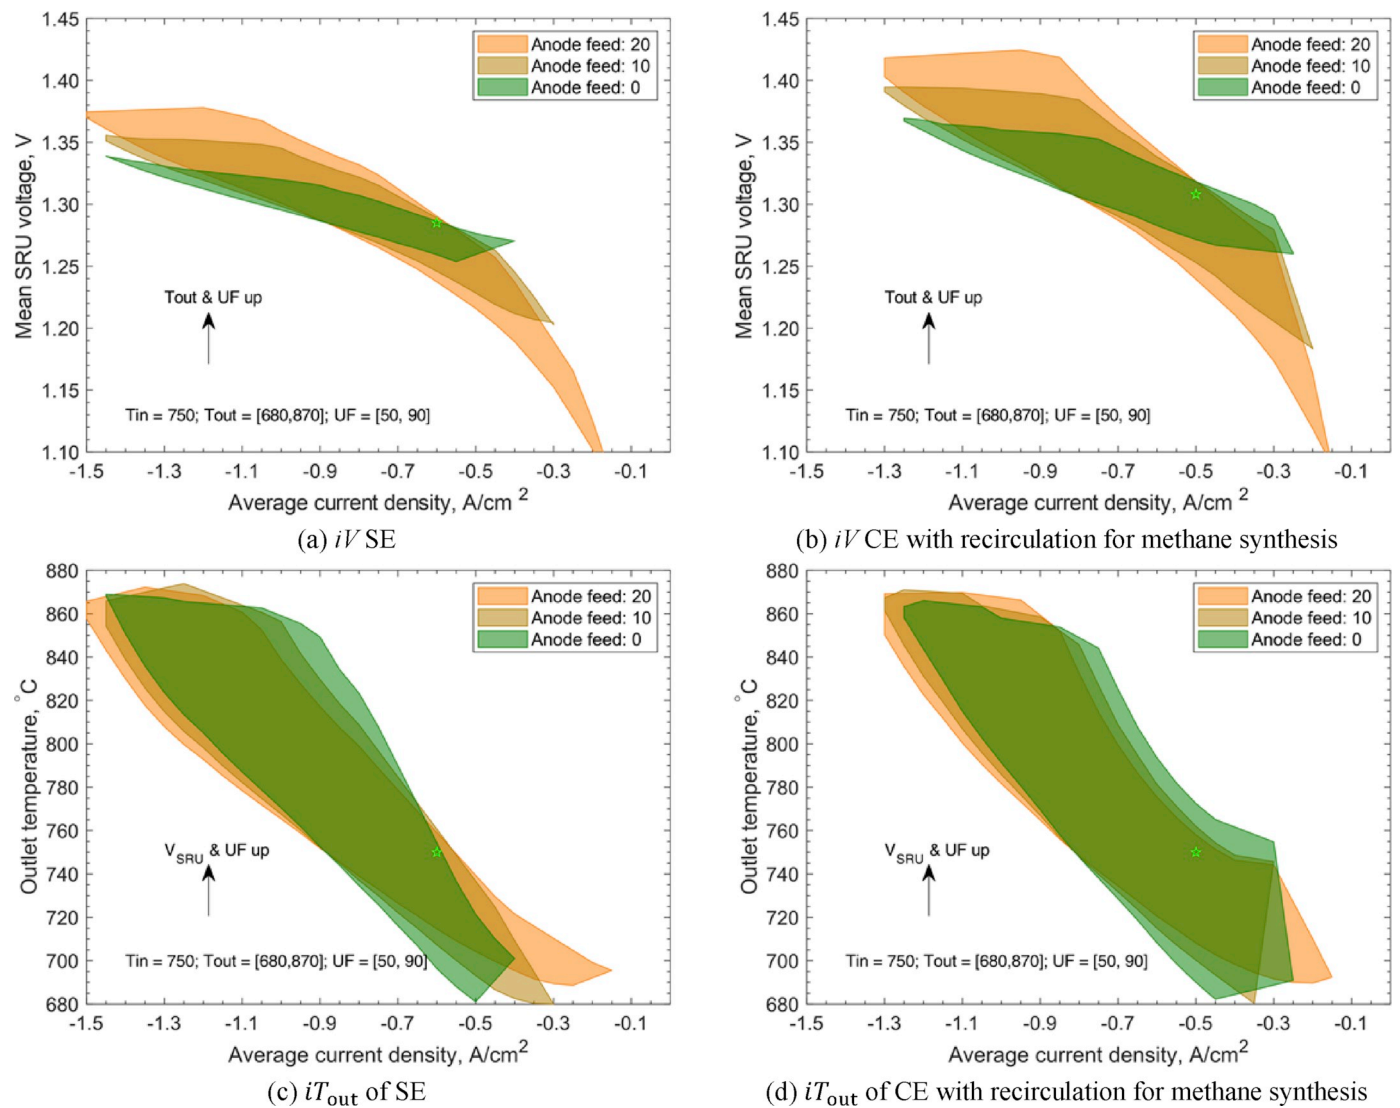 1.45
1.40
1.35
1.30
1.25
1.20
1.15
1.10
Mean SRU voltage, V
Anode feed: 20
Anode feed: 10
Anode feed: 0
Tout & UF up
Tin = 750; Tout = [680,870]; UF = [50, 90]
-1.5 -1.3 -1.1 -0.9 -0.7 -0.5 -0.3 -0.1
Average current density, A/cm 2
(a) iV SE
1.45
1.40
1.35
1.30
1.25
1.20
1.15
1.10
Mean SRU voltage, V
Anode feed: 20
Anode feed: 10
Anode feed: 0
Tout & UF up
Tin = 750; Tout = [680,870]; UF = [50, 90]
-1.5 -1.3 -1.1 -0.9 -0.7 -0.5 -0.3 -0.1
Average current density, A/cm 2
(b) iV CE with recirculation for methane synthesis
880
860
840
820
800
780
760
740
720
700
680
Outlet temperature, °C
Anode feed: 20
Anode feed: 10
Anode feed: 0
VSRU & UF up
Tin = 750; Tout = [680,870]; UF = [50, 90]
-1.5 -1.3 -1.1 -0.9 -0.7 -0.5 -0.3 -0.1
Average current density, A/cm2
(c) iTout of SE
880
860
840
820
800
780
760
740
720
700
680
Outlet temperature, °C
Anode feed: 20
Anode feed: 10
Anode feed: 0
VSRU & UF up
Tin = 750; Tout = [680,870]; UF = [50, 90]
-1.5 -1.3 -1.1 -0.9 -0.7 -0.5 -0.3 -0.1
Average current density, A/cm2
(d) iTout of CE with recirculation for methane synthesis